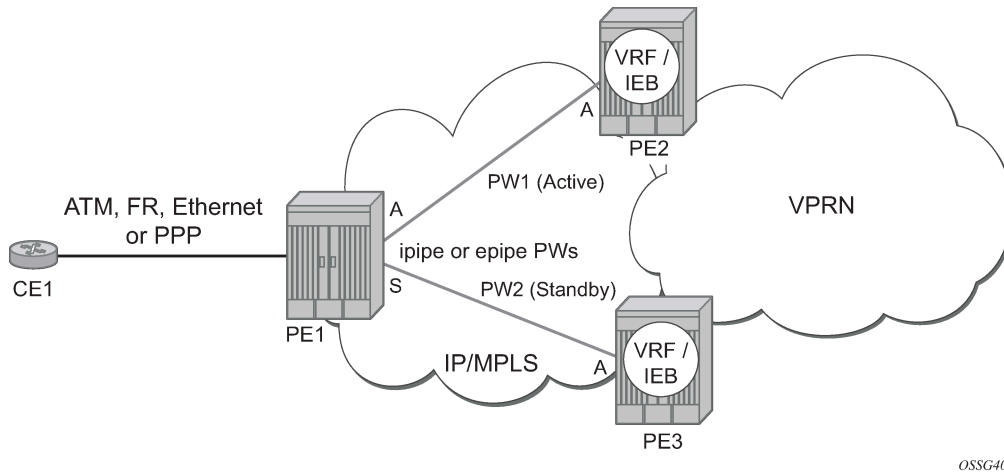 VRF /
IEB
A
PE2
PW1 (Active)
ATM, FR, Ethernet
or PPP
A
VPRN
ipipe or epipe PWs
CE1
S
PW2 (Standby)
PE1
VRF /
IEB
IP/MPLS
A
PE3